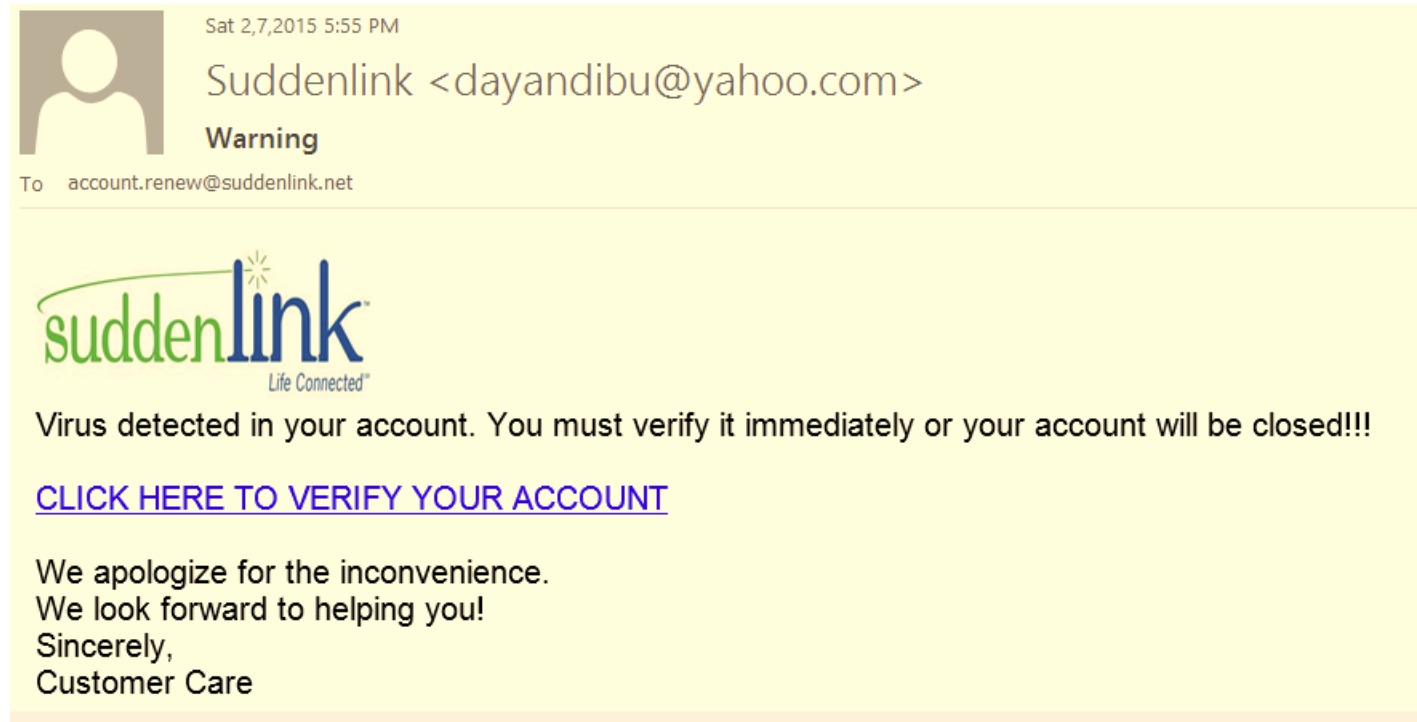 Sat 2,7,2015 5:55 PM
Suddenlink <dayandibu@yahoo.com>
Warning
To account.renew@suddenlink.net
suddenlink™
Life Connected™
Virus detected in your account. You must verify it immediately or your account will be closed!!!
CLICK HERE TO VERIFY YOUR ACCOUNT
We apologize for the inconvenience.
We look forward to helping you!
Sincerely,
Customer Care